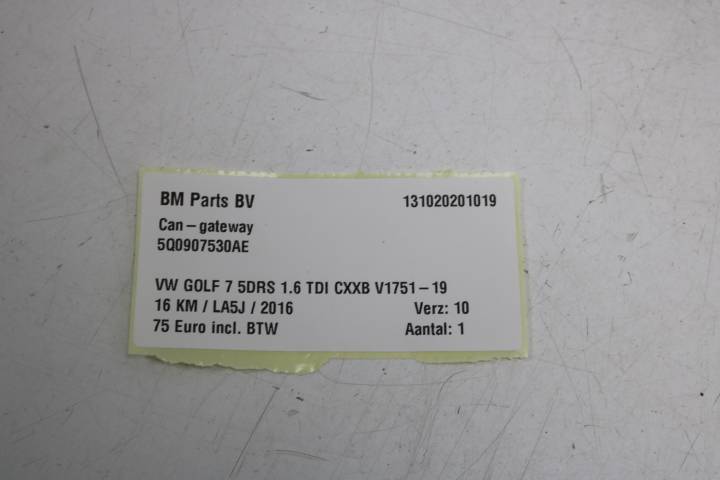 BM Parts BV 131020201019
Can-gateway
5Q0907530AE
VW GOLF 7 5DRS 1.6 TDI CXXB V1751-19
16 KM / LA5J / 2016 Verz: 10
75 Euro incl. BTW Aantal: 1